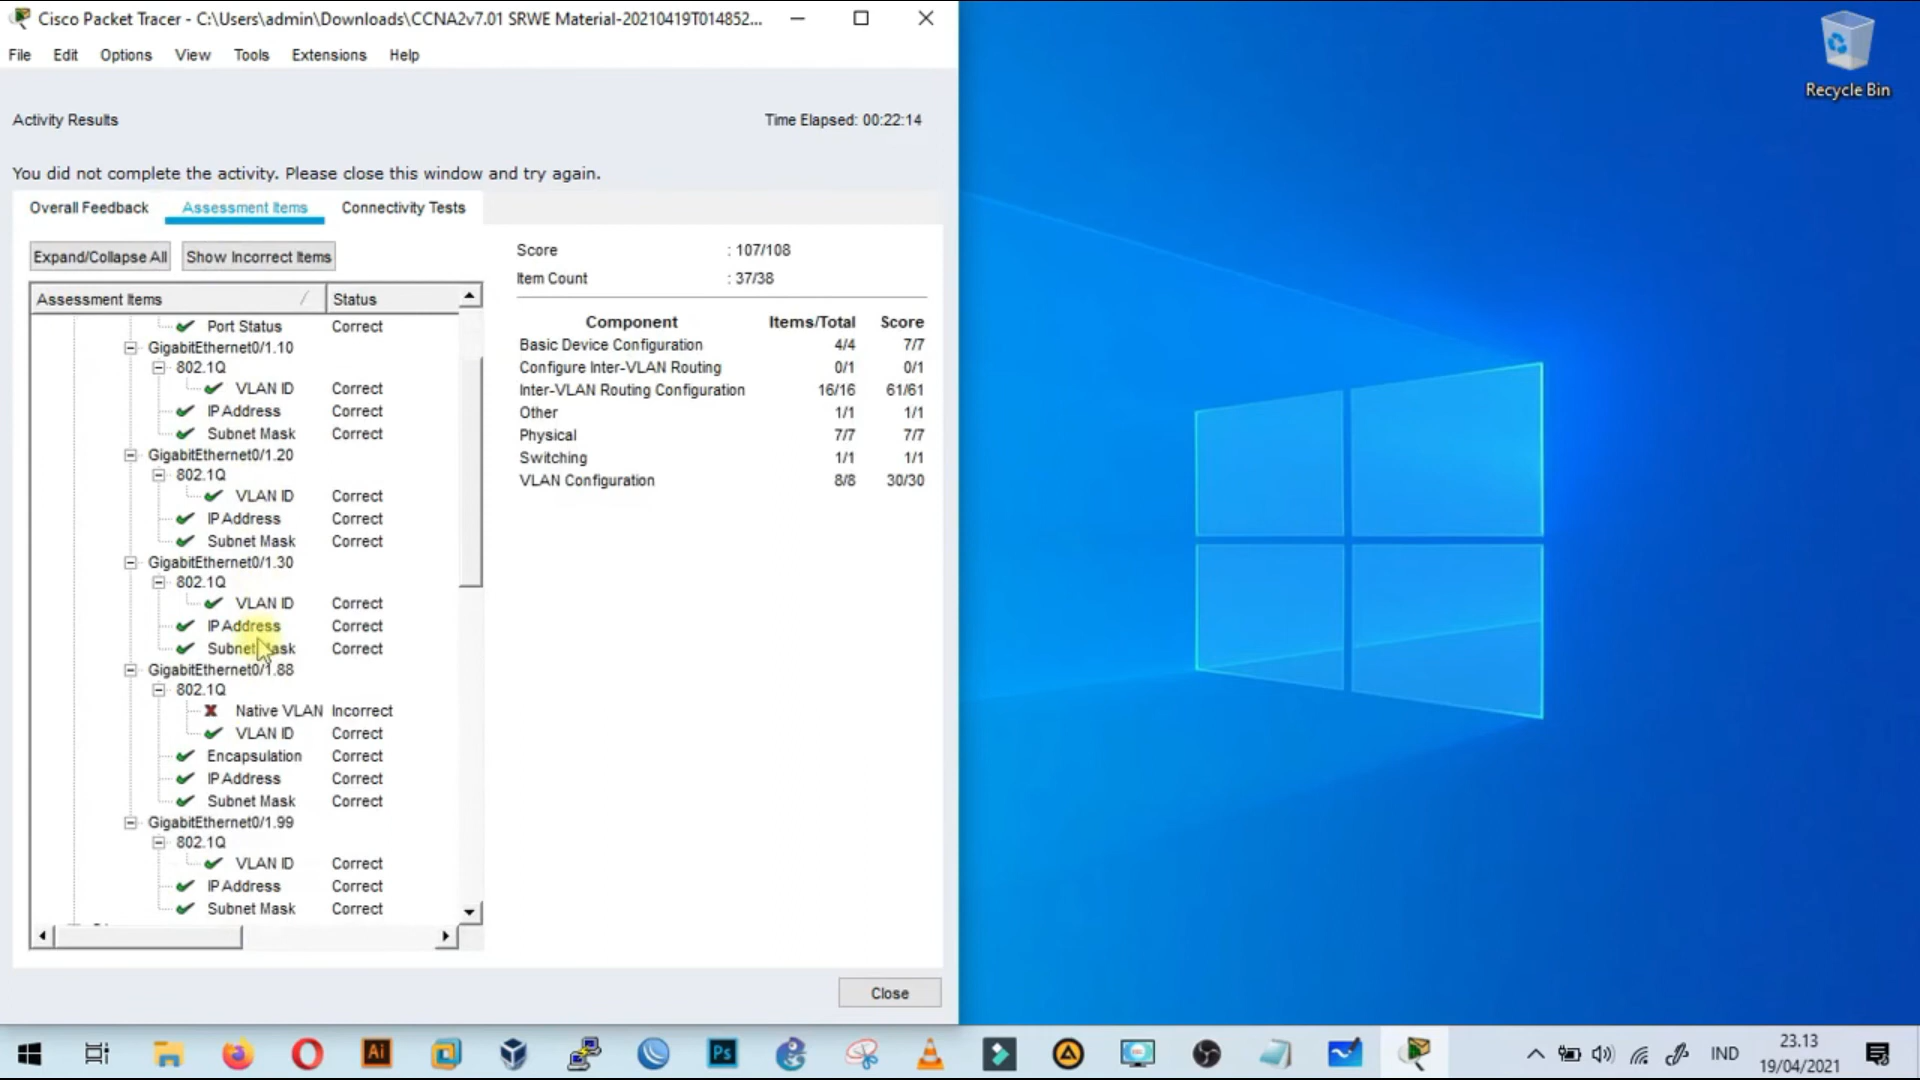 Cisco Packet Tracer - C:\Users\admin\Downloads\CCNA2v7.01 SRWE Material-20210419T014852...
File Edit Options View Tools Extensions Help
Recycle Bin
Activity Results
Time Elapsed: 00:22:14
You did not complete the activity. Please close this window and try again.
Overall Feedback Assessment Items Connectivity Tests
Expand/Collapse All Show Incorrect Items
Assessment Items Status
Port Status Correct
GigabitEthernet0/1.10
802.1Q
VLAN ID Correct
IP Address Correct
Subnet Mask Correct
GigabitEthernet0/1.20
802.1Q
VLAN ID Correct
IP Address Correct
Subnet Mask Correct
GigabitEthernet0/1.30
802.1Q
VLAN ID Correct
IP Address Correct
Subnet Mask Correct
GigabitEthernet0/1.88
802.1Q
Native VLAN Incorrect
VLAN ID Correct
Encapsulation Correct
IP Address Correct
Subnet Mask Correct
GigabitEthernet0/1.99
802.1Q
VLAN ID Correct
IP Address Correct
Subnet Mask Correct
Score : 107/108
Item Count : 37/38
Component Items/Total Score
Basic Device Configuration 4/4 7/7
Configure Inter-VLAN Routing 0/1 0/1
Inter-VLAN Routing Configuration 16/16 61/61
Other 1/1 1/1
Physical 7/7 7/7
Switching 1/1 1/1
VLAN Configuration 8/8 30/30
Close
Ai
Ps
IND
23.13
19/04/2021